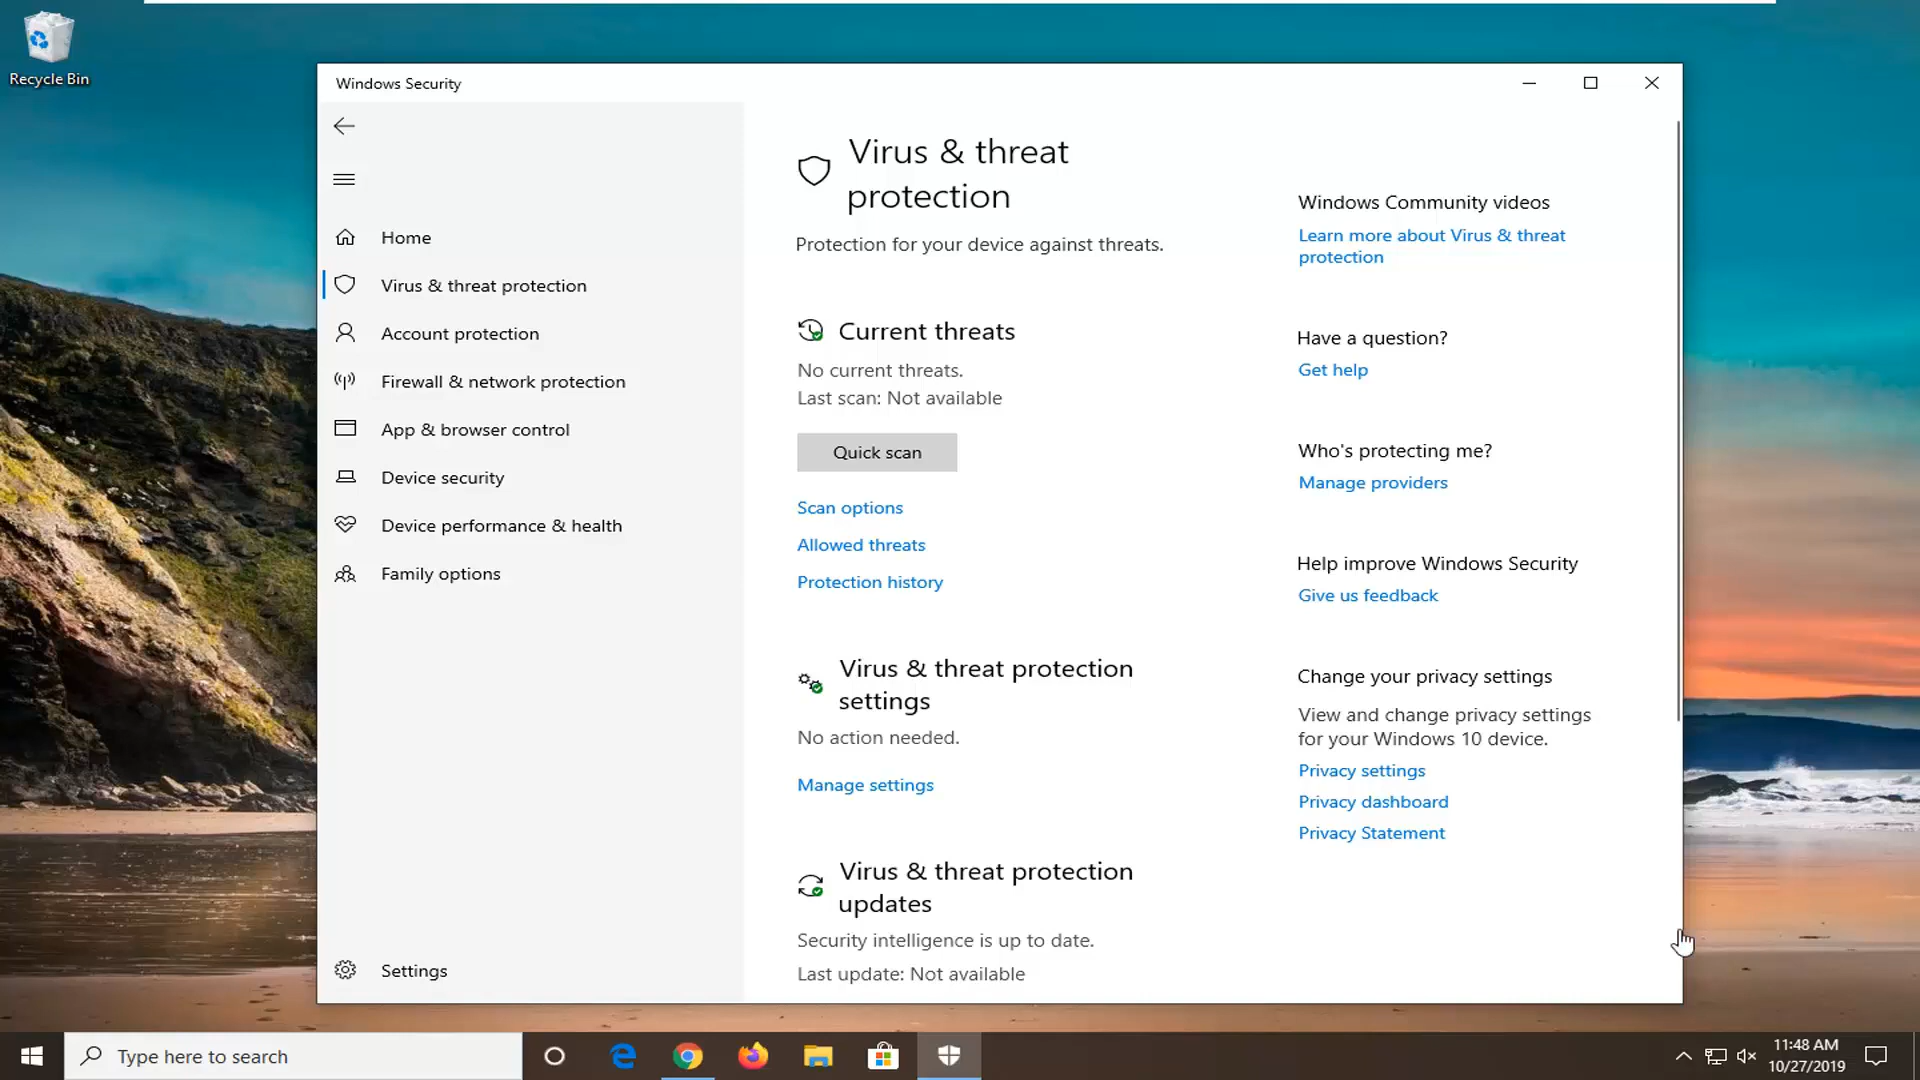 Recycle Bin
Windows Security
Home
Virus & threat protection
Account protection
Firewall & network protection
App & browser control
Device security
Device performance & health
Family options
Settings
Virus & threat
protection
Protection for your device against threats.
Current threats
No current threats.
Last scan: Not available
Quick scan
Scan options
Allowed threats
Protection history
Virus & threat protection
settings
No action needed.
Manage settings
Virus & threat protection
updates
Security intelligence is up to date.
Last update: Not available
Windows Community videos
Learn more about Virus & threat
protection
Have a question?
Get help
Who's protecting me?
Manage providers
Help improve Windows Security
Give us feedback
Change your privacy settings
View and change privacy settings
for your Windows 10 device.
Privacy settings
Privacy dashboard
Privacy Statement
Type here to search
11:48 AM
10/27/2019